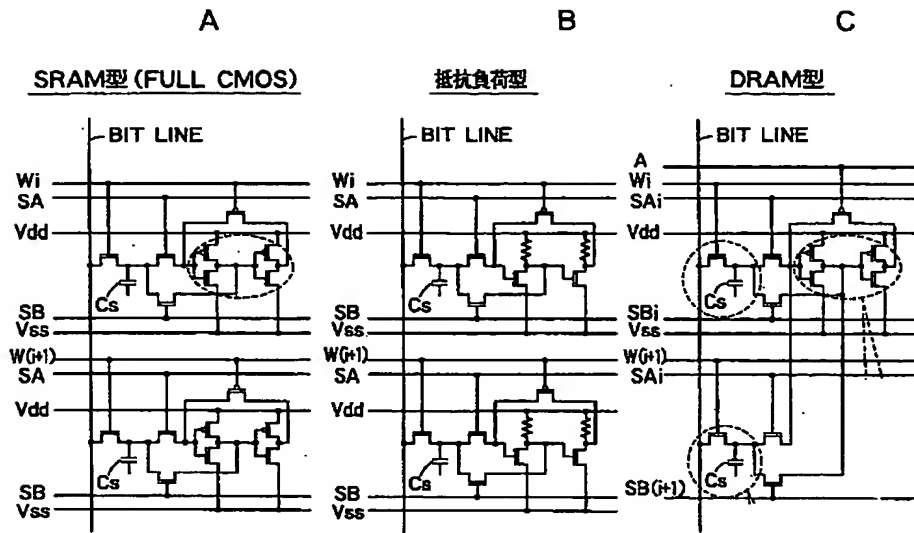 A
SRAM型 (FULL CMOS)
BIT LINE
Wi
SA
Vdd
Cs
SB
Vss
W(i+1)
SA
Vdd
Cs
SB
Vss
B
抵抗負荷型
BIT LINE
Wi
SA
Vdd
Cs
SB
Vss
W(i+1)
SA
Vdd
Cs
SB
Vss
C
DRAM型
BIT LINE
A
Wi
SAi
Vdd
Cs
SBi
Vss
W(i+1)
SAi
Cs
SB(i+1)